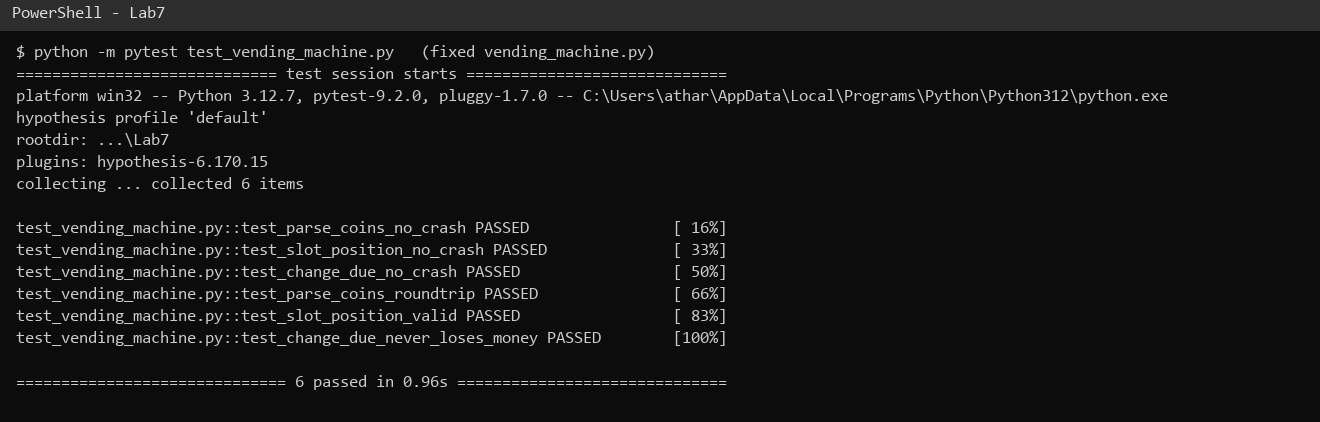 PowerShell - Lab7
$ python -m pytest test_vending_machine.py   (fixed vending_machine.py)
============================= test session starts =============================
platform win32 -- Python 3.12.7, pytest-9.2.0, pluggy-1.7.0 -- C:\Users\athar\AppData\Local\Programs\Python\Python312\python.exe
hypothesis profile 'default'
rootdir: ...\Lab7
plugins: hypothesis-6.170.15
collecting ... collected 6 items
test_vending_machine.py::test_parse_coins_no_crash PASSED                [ 16%]
test_vending_machine.py::test_slot_position_no_crash PASSED              [ 33%]
test_vending_machine.py::test_change_due_no_crash PASSED                 [ 50%]
test_vending_machine.py::test_parse_coins_roundtrip PASSED               [ 66%]
test_vending_machine.py::test_slot_position_valid PASSED                 [ 83%]
test_vending_machine.py::test_change_due_never_loses_money PASSED        [100%]
============================== 6 passed in 0.96s ==============================